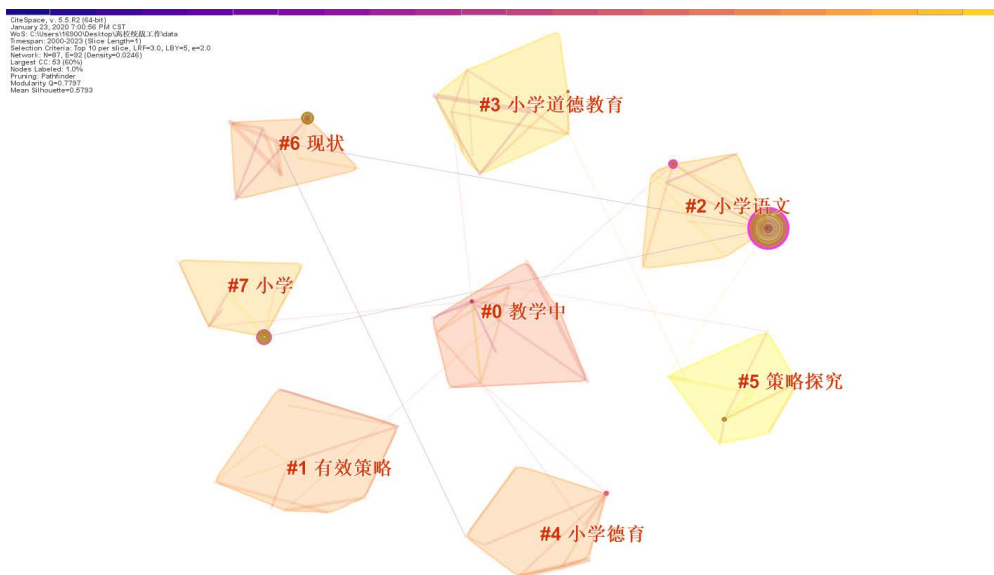 CiteSpace, v. 5.5.R2 (64-bit)
January 23, 2020 7:00:56 PM CST
WoS: C:\Users\16900\Desktop\高校统战工作\data
Timespan: 2000-2023 (Slice Length=1)
Selection Criteria: Top 10 per slice, LRF=3.0, LBY=5, e=2.0
Network: N=87, E=92 (Density=0.0246)
Largest CC: 53 (60%)
Nodes Labeled: 1.0%
Pruning: Pathfinder
Modularity Q=0.7797
Mean Silhouette=0.5793
#3 小学道德教育
#6 现状
#2 小学语文
#7 小学
#0 教学中
#5 策略探究
#1 有效策略
#4 小学德育